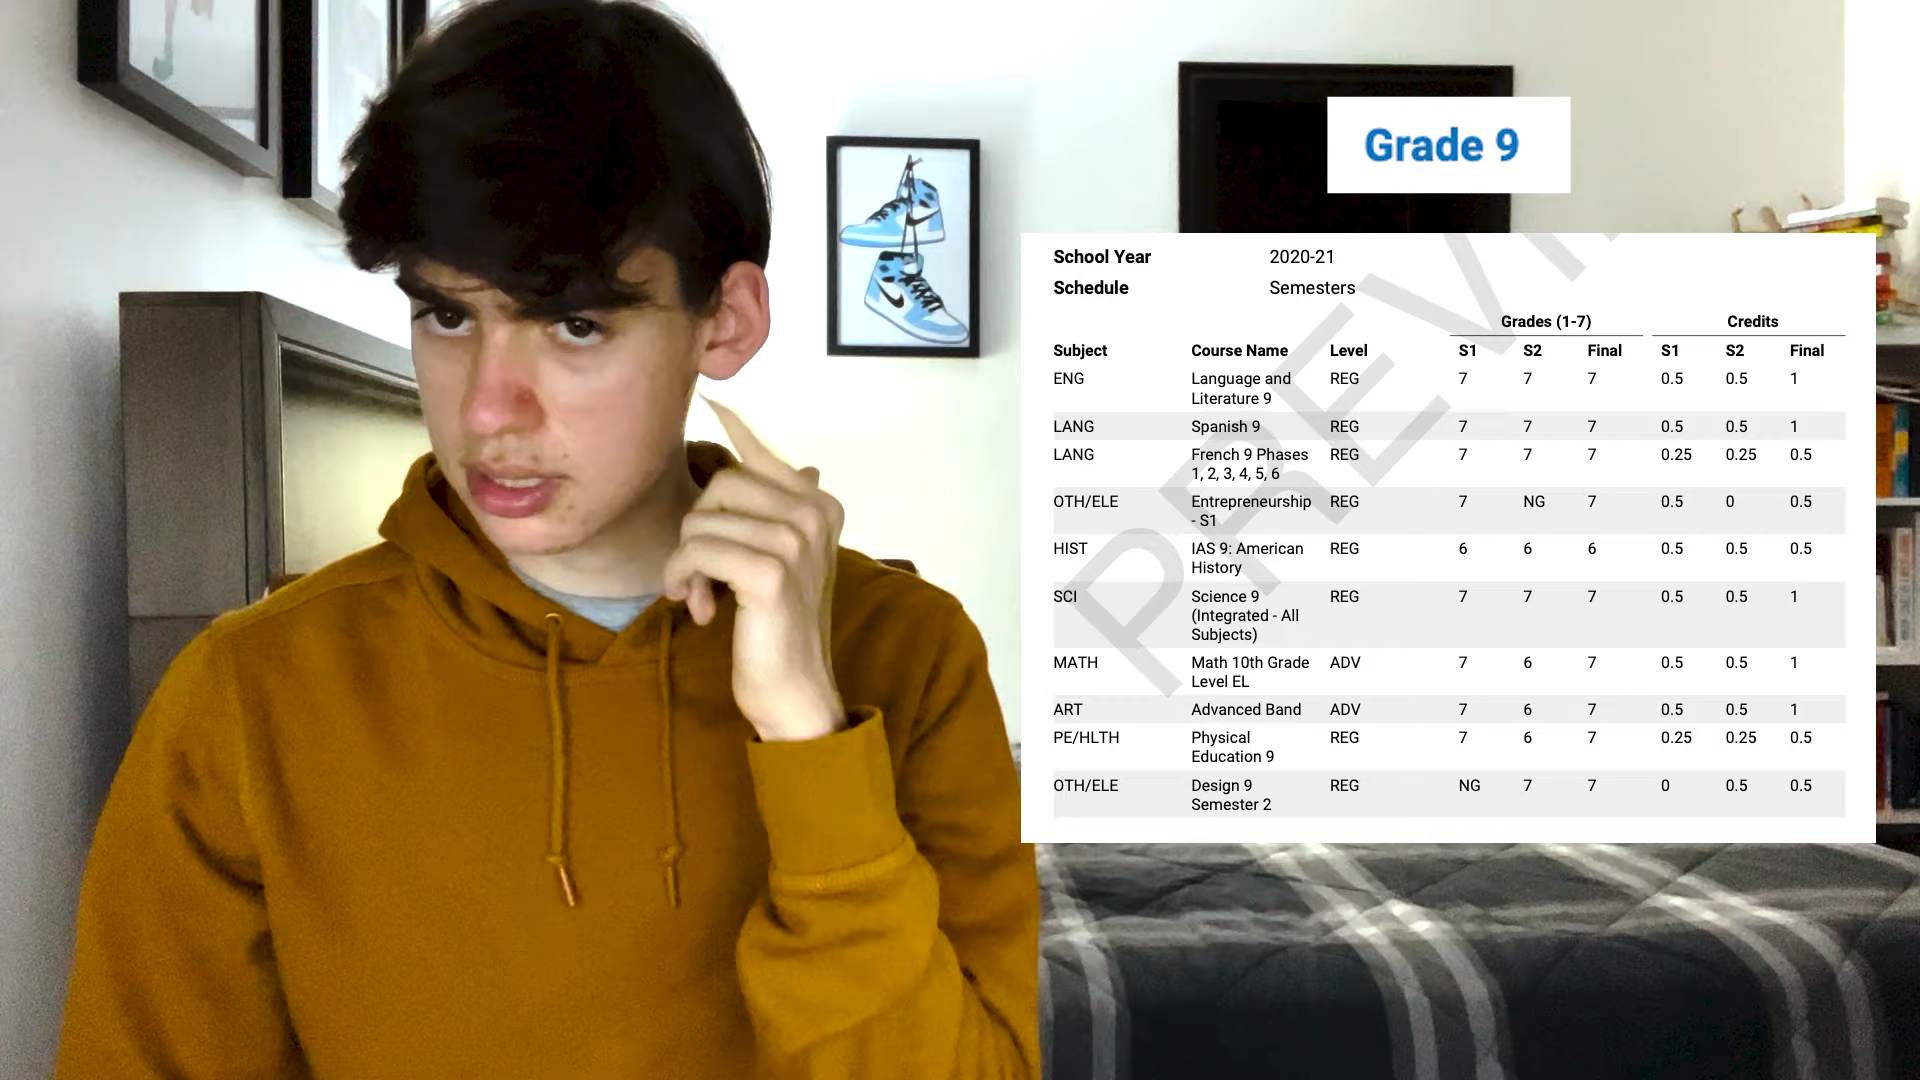 Grade 9
School Year 2020-21
Schedule Semesters
Grades (1-7) Credits
Subject Course Name Level S1 S2 Final S1 S2 Final
ENG Language and Literature 9 REG 7 7 7 0.5 0.5 1
LANG Spanish 9 REG 7 7 7 0.5 0.5 1
LANG French 9 Phases 1, 2, 3, 4, 5, 6 REG 7 7 7 0.25 0.25 0.5
OTH/ELE Entrepreneurship - S1 REG 7 NG 7 0.5 0 0.5
HIST IAS 9: American History REG 6 6 6 0.5 0.5 0.5
SCI Science 9 (Integrated - All Subjects) REG 7 7 7 0.5 0.5 1
MATH Math 10th Grade Level EL ADV 7 6 7 0.5 0.5 1
ART Advanced Band ADV 7 6 7 0.5 0.5 1
PE/HLTH Physical Education 9 REG 7 6 7 0.25 0.25 0.5
OTH/ELE Design 9 Semester 2 REG NG 7 7 0 0.5 0.5